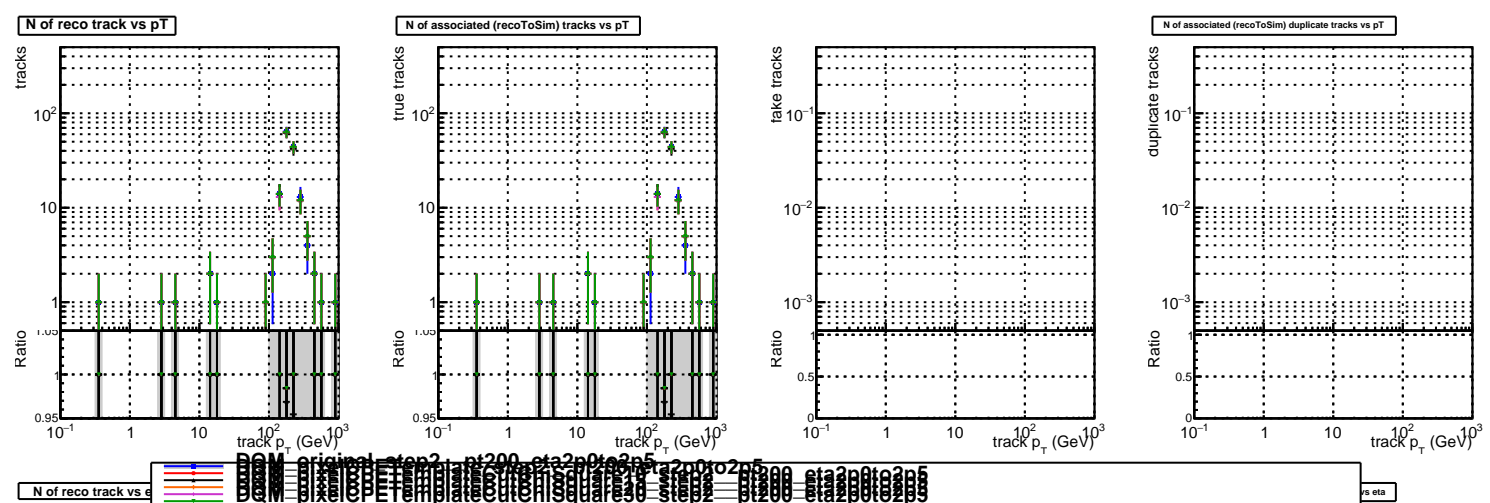 N of reco track vs pT
N of associated (recoToSim) tracks vs pT
N of associated (recoToSim) duplicate tracks vs pT
tracks
10²
10
1
Ratio
1.05
1
0.95
10⁻¹ 1 10 10² 10³
track p_T (GeV)
true tracks
10²
10
1
Ratio
1.05
1
0.95
10⁻¹ 1 10 10² 10³
track p_T (GeV)
fake tracks
10⁻¹
10⁻²
10⁻³
Ratio
1
0.5
0
10⁻¹ 1 10 10² 10³
track p_T (GeV)
duplicate tracks
10⁻¹
10⁻²
10⁻³
Ratio
1
0.5
0
10⁻¹ 1 10 10² 10³
track p_T (GeV)
DQM_original_step2__pt200_eta2p0to2p5
N of reco track vs e
vs eta